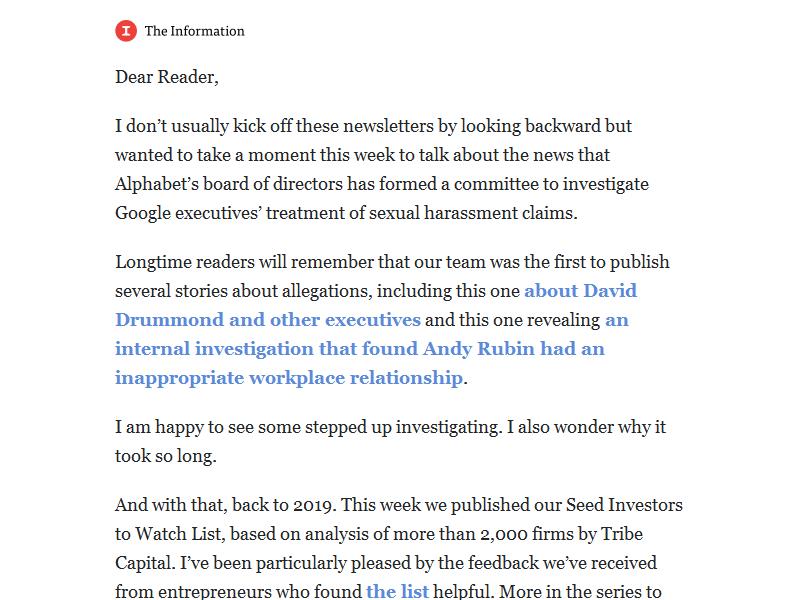 The Information
Dear Reader,
I don’t usually kick off these newsletters by looking backward but
wanted to take a moment this week to talk about the news that
Alphabet’s board of directors has formed a committee to investigate
Google executives’ treatment of sexual harassment claims.
Longtime readers will remember that our team was the first to publish
several stories about allegations, including this one about David
Drummond and other executives and this one revealing an
internal investigation that found Andy Rubin had an
inappropriate workplace relationship.
I am happy to see some stepped up investigating. I also wonder why it
took so long.
And with that, back to 2019. This week we published our Seed Investors
to Watch List, based on analysis of more than 2,000 firms by Tribe
Capital. I’ve been particularly pleased by the feedback we’ve received
from entrepreneurs who found the list helpful. More in the series to